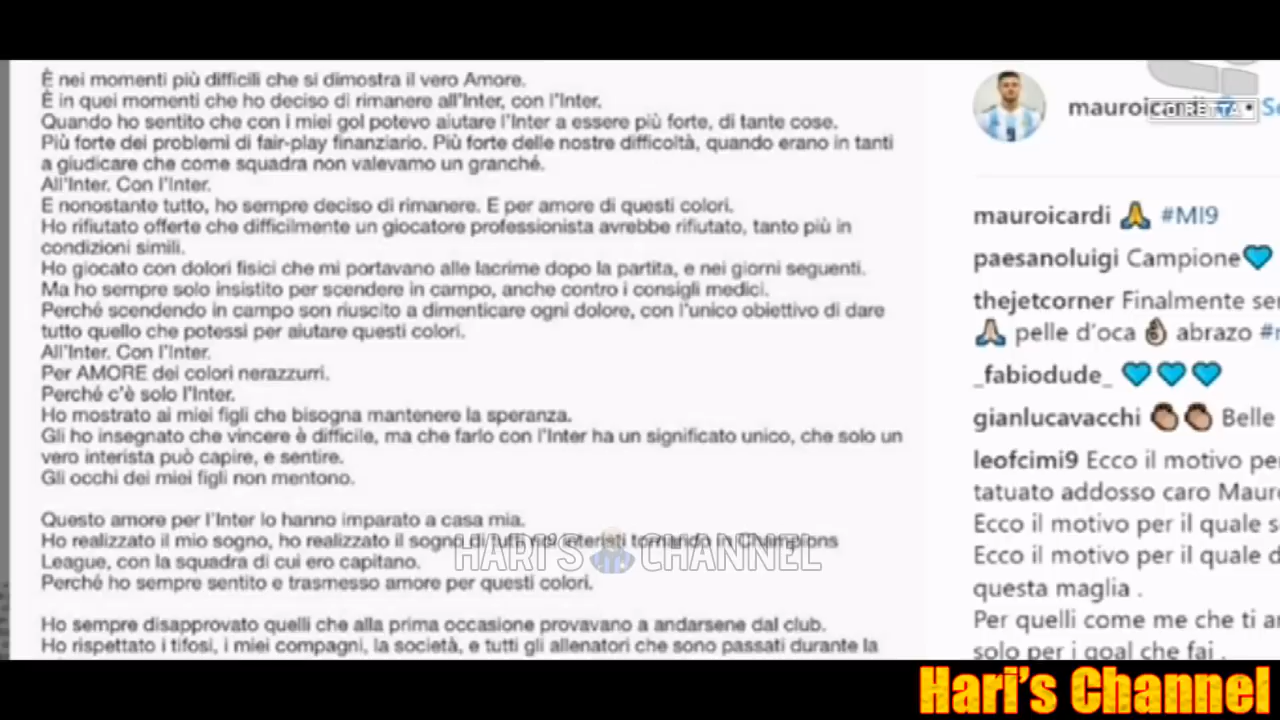 È nei momenti più difficili che si dimostra il vero Amore.
È in quei momenti che ho deciso di rimanere all'Inter, con l'Inter.
Quando ho sentito che con i miei gol potevo aiutare l'Inter a essere più forte, di tante cose.
Più forte dei problemi di fair-play finanziario. Più forte delle nostre difficoltà, quando erano in tanti
a giudicare che come squadra non valevamo un granché.
All'Inter. Con l'Inter.
E nonostante tutto, ho sempre deciso di rimanere. E per amore di questi colori.
Ho rifiutato offerte che difficilmente un giocatore professionista avrebbe rifiutato, tanto più in
condizioni simili.
Ho giocato con dolori fisici che mi portavano alle lacrime dopo la partita, e nei giorni seguenti.
Ma ho sempre solo insistito per scendere in campo, anche contro i consigli medici.
Perché scendendo in campo son riuscito a dimenticare ogni dolore, con l'unico obiettivo di dare
tutto quello che potessi per aiutare questi colori.
All'Inter. Con l'Inter.
Per AMORE dei colori nerazzurri.
Perché c'è solo l'Inter.
Ho mostrato ai miei figli che bisogna mantenere la speranza.
Gli ho insegnato che vincere è difficile, ma che farlo con l'Inter ha un significato unico, che solo un
vero interista può capire, e sentire.
Gli occhi dei miei figli non mentono.
Questo amore per l'Inter lo hanno imparato a casa mia.
Ho realizzato il mio sogno, ho realizzato il sogno di tutti noi interisti tornando in Champions
League, con la squadra di cui ero capitano.
Perché ho sempre sentito e trasmesso amore per questi colori.
Ho sempre disapprovato quelli che alla prima occasione provavano a andarsene dal club.
Ho rispettato i tifosi, i miei compagni, la società, e tutti gli allenatori che sono passati durante la
HARI'S CHANNEL
mauroicardi
DIRETTA
mauroicardi 🙏 #MI9
paesanoluigi Campione💙
thejetcorner Finalmente
🙏🏻 pelle d'oca 👌🏻 abrazo
_fabiodude_ 💙💙💙
gianlucavacchi 👏🏽👏🏽 Belle
leofcimi9 Ecco il motivo
tatuato addosso caro
Ecco il motivo per il quale
Ecco il motivo per il quale
questa maglia .
Per quelli come me che ti
solo per i goal che fai .
Hari's Channel